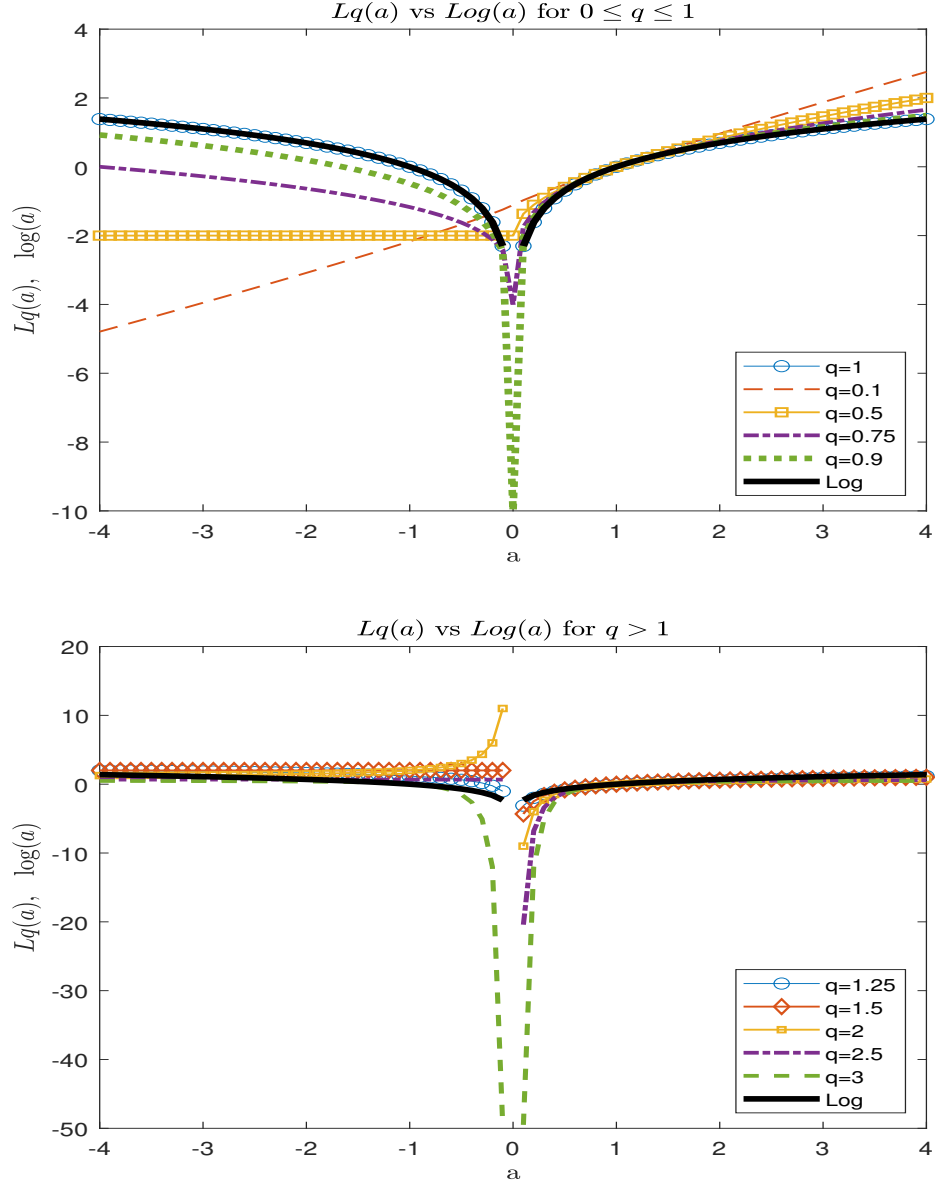 Lq(a) vs Log(a) for 0 ≤ q ≤ 1
4
2
0
-2
-4
-6
-8
-10
Lq(a), log(a)
-4 -3 -2 -1 0 1 2 3 4
a
q=1
q=0.1
q=0.5
q=0.75
q=0.9
Log
Lq(a) vs Log(a) for q > 1
20
10
0
-10
-20
-30
-40
-50
Lq(a), log(a)
-4 -3 -2 -1 0 1 2 3 4
a
q=1.25
q=1.5
q=2
q=2.5
q=3
Log